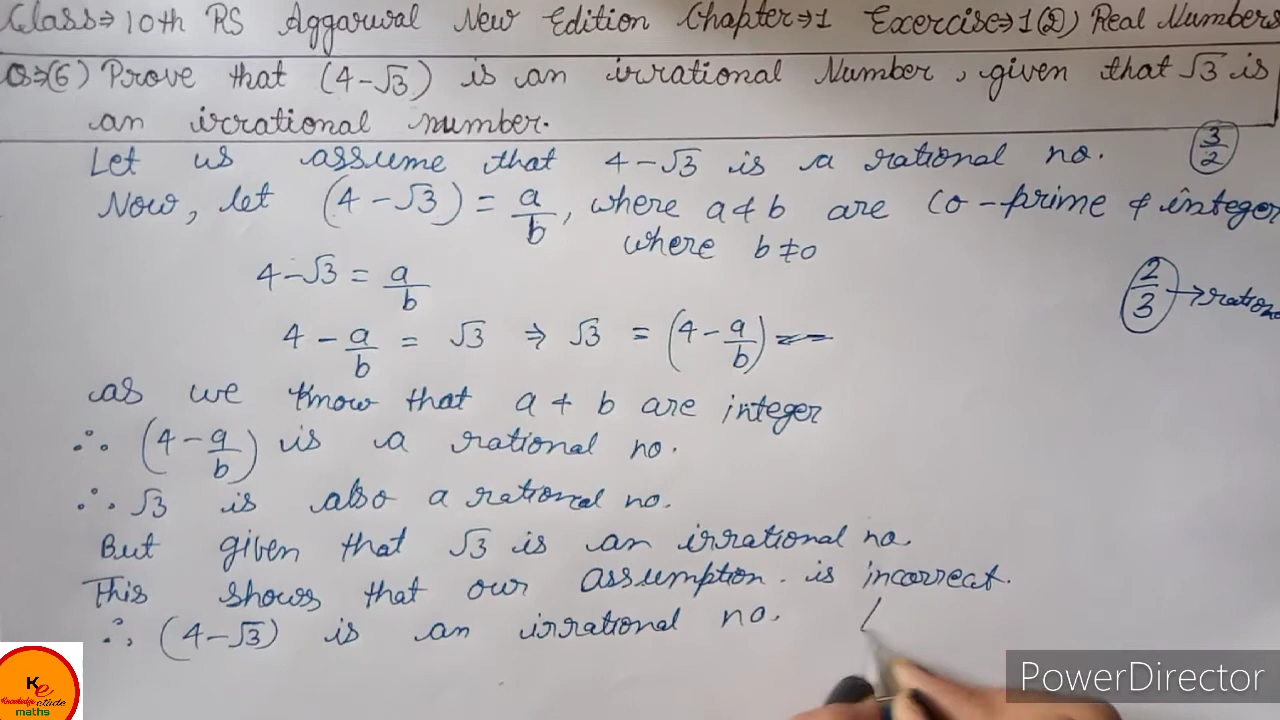 Class⇒10th RS Aggarwal New Edition Chapter⇒1 Excercise⇒1(D) Real Numbers
Q⇒(6) Prove that (4-√3) is an irrational Number, given that √3 is
an irrational number.
Let us assume that 4-√3 is a rational no. 3/2
Now, let (4-√3) = a/b, where a & b are co-prime & integer
where b≠0
4-√3 = a/b
2/3 → rationa
4 - a/b = √3 ⇒ √3 = (4 - a/b)
as we know that a & b are integer
∴ (4 - a/b) is a rational no.
∴ √3 is also a rational no.
But given that √3 is an irrational no.
This shows that our assumption is incorrect.
∴ (4-√3) is an irrational no.
Ke
Knowledge etude
maths
PowerDirector